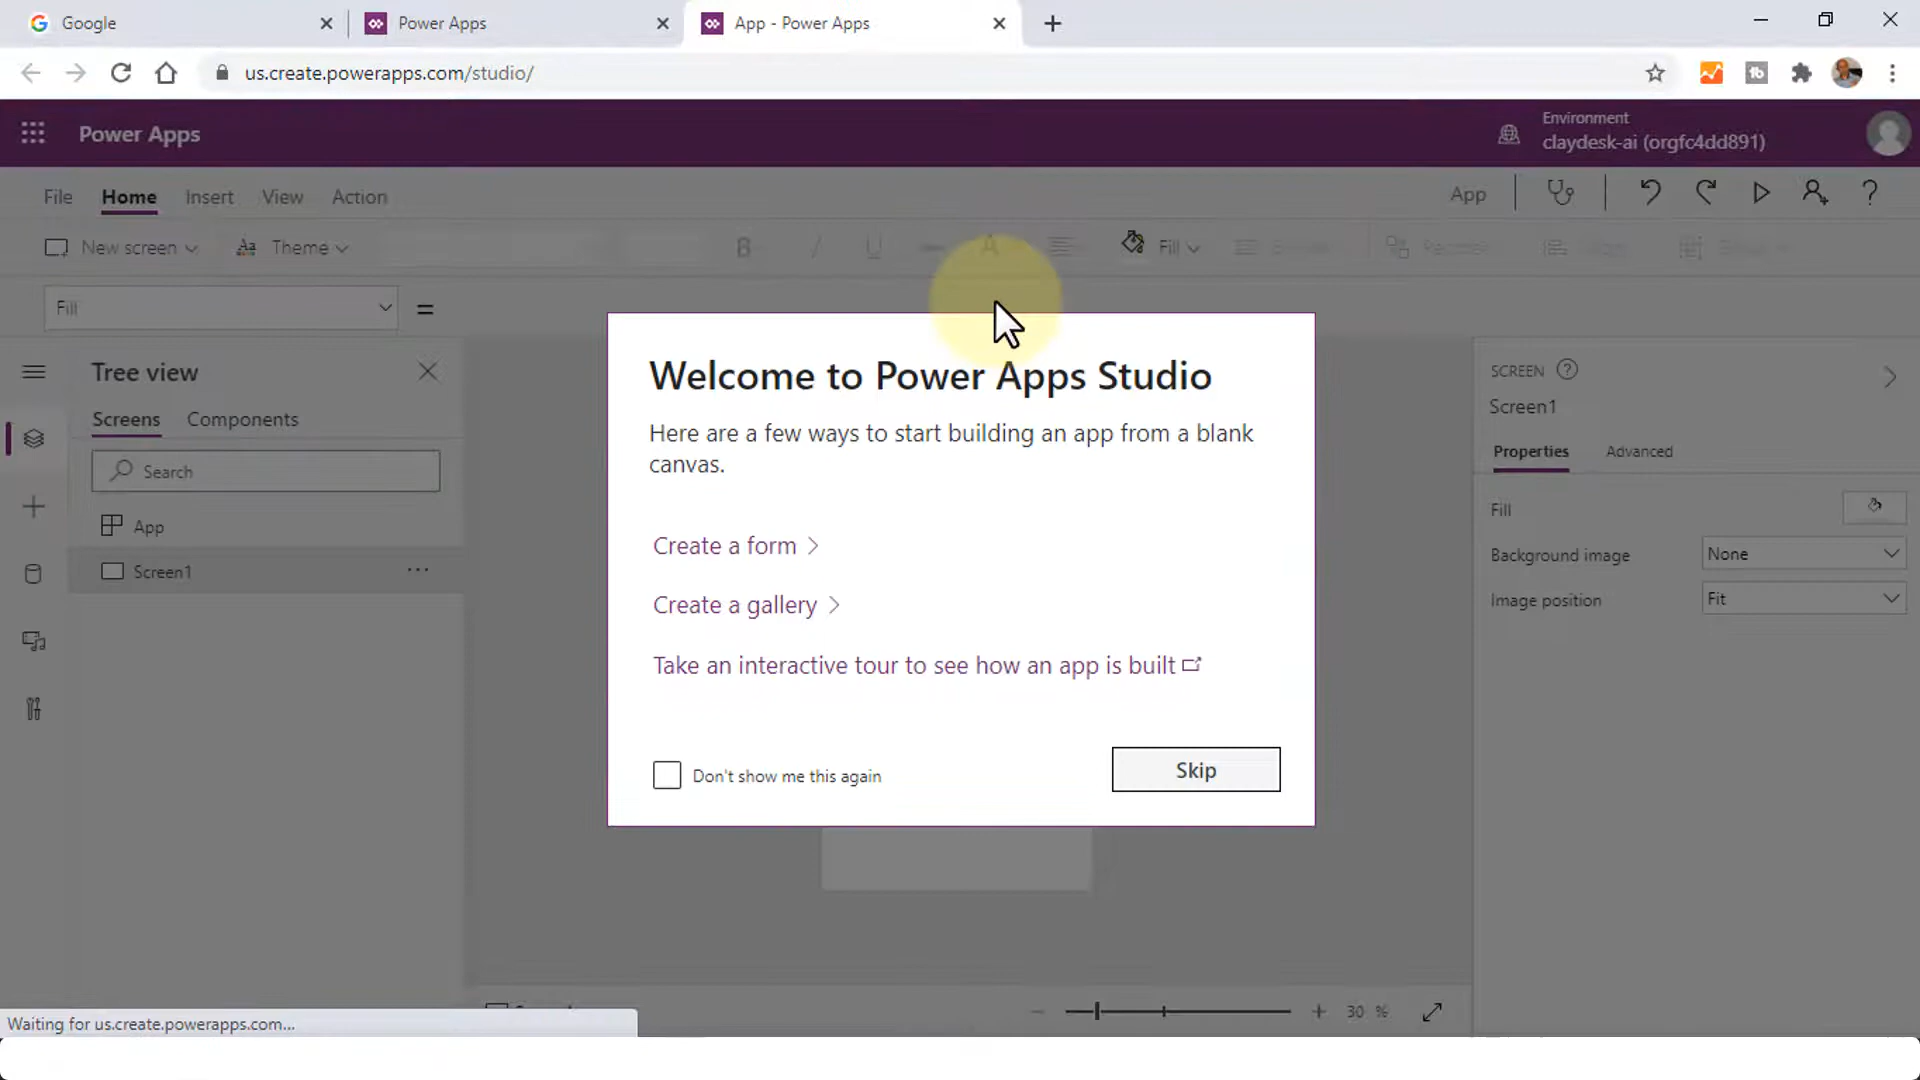 Google
Power Apps
App - Power Apps
us.create.powerapps.com/studio/
Power Apps
Environment
claydesk-ai (orgfc4dd891)
File
Home
Insert
View
Action
App
New screen
Theme
B
/
U
A
Fill
Fill
=
Tree view
Screens
Components
Search
App
Screen1
Welcome to Power Apps Studio
Here are a few ways to start building an app from a blank
canvas.
Create a form
Create a gallery
Take an interactive tour to see how an app is built
Don't show me this again
Skip
SCREEN
Screen1
Properties
Advanced
Fill
Background image
None
Image position
Fit
30 %
Waiting for us.create.powerapps.com...